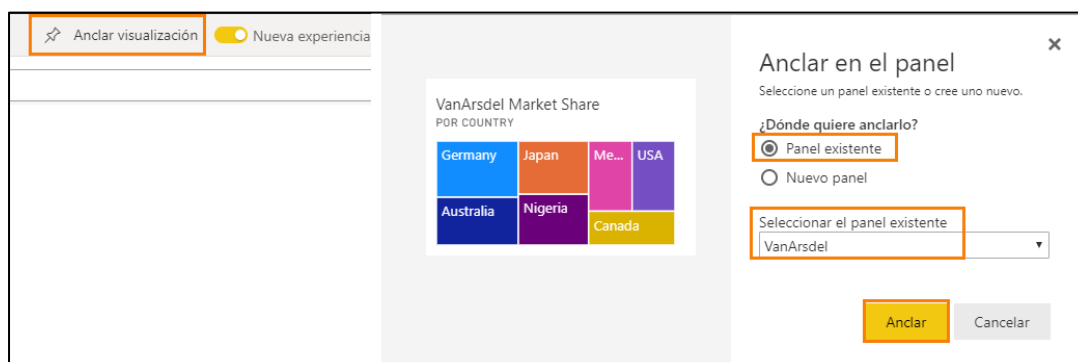 Anclar visualización
Nueva experiencia
VanArsdel Market Share
POR COUNTRY
Germany
Japan
Me...
USA
Australia
Nigeria
Canada
Anclar en el panel
Seleccione un panel existente o cree uno nuevo.
¿Dónde quiere anclarlo?
Panel existente
Nuevo panel
Seleccionar el panel existente
VanArsdel
Anclar
Cancelar